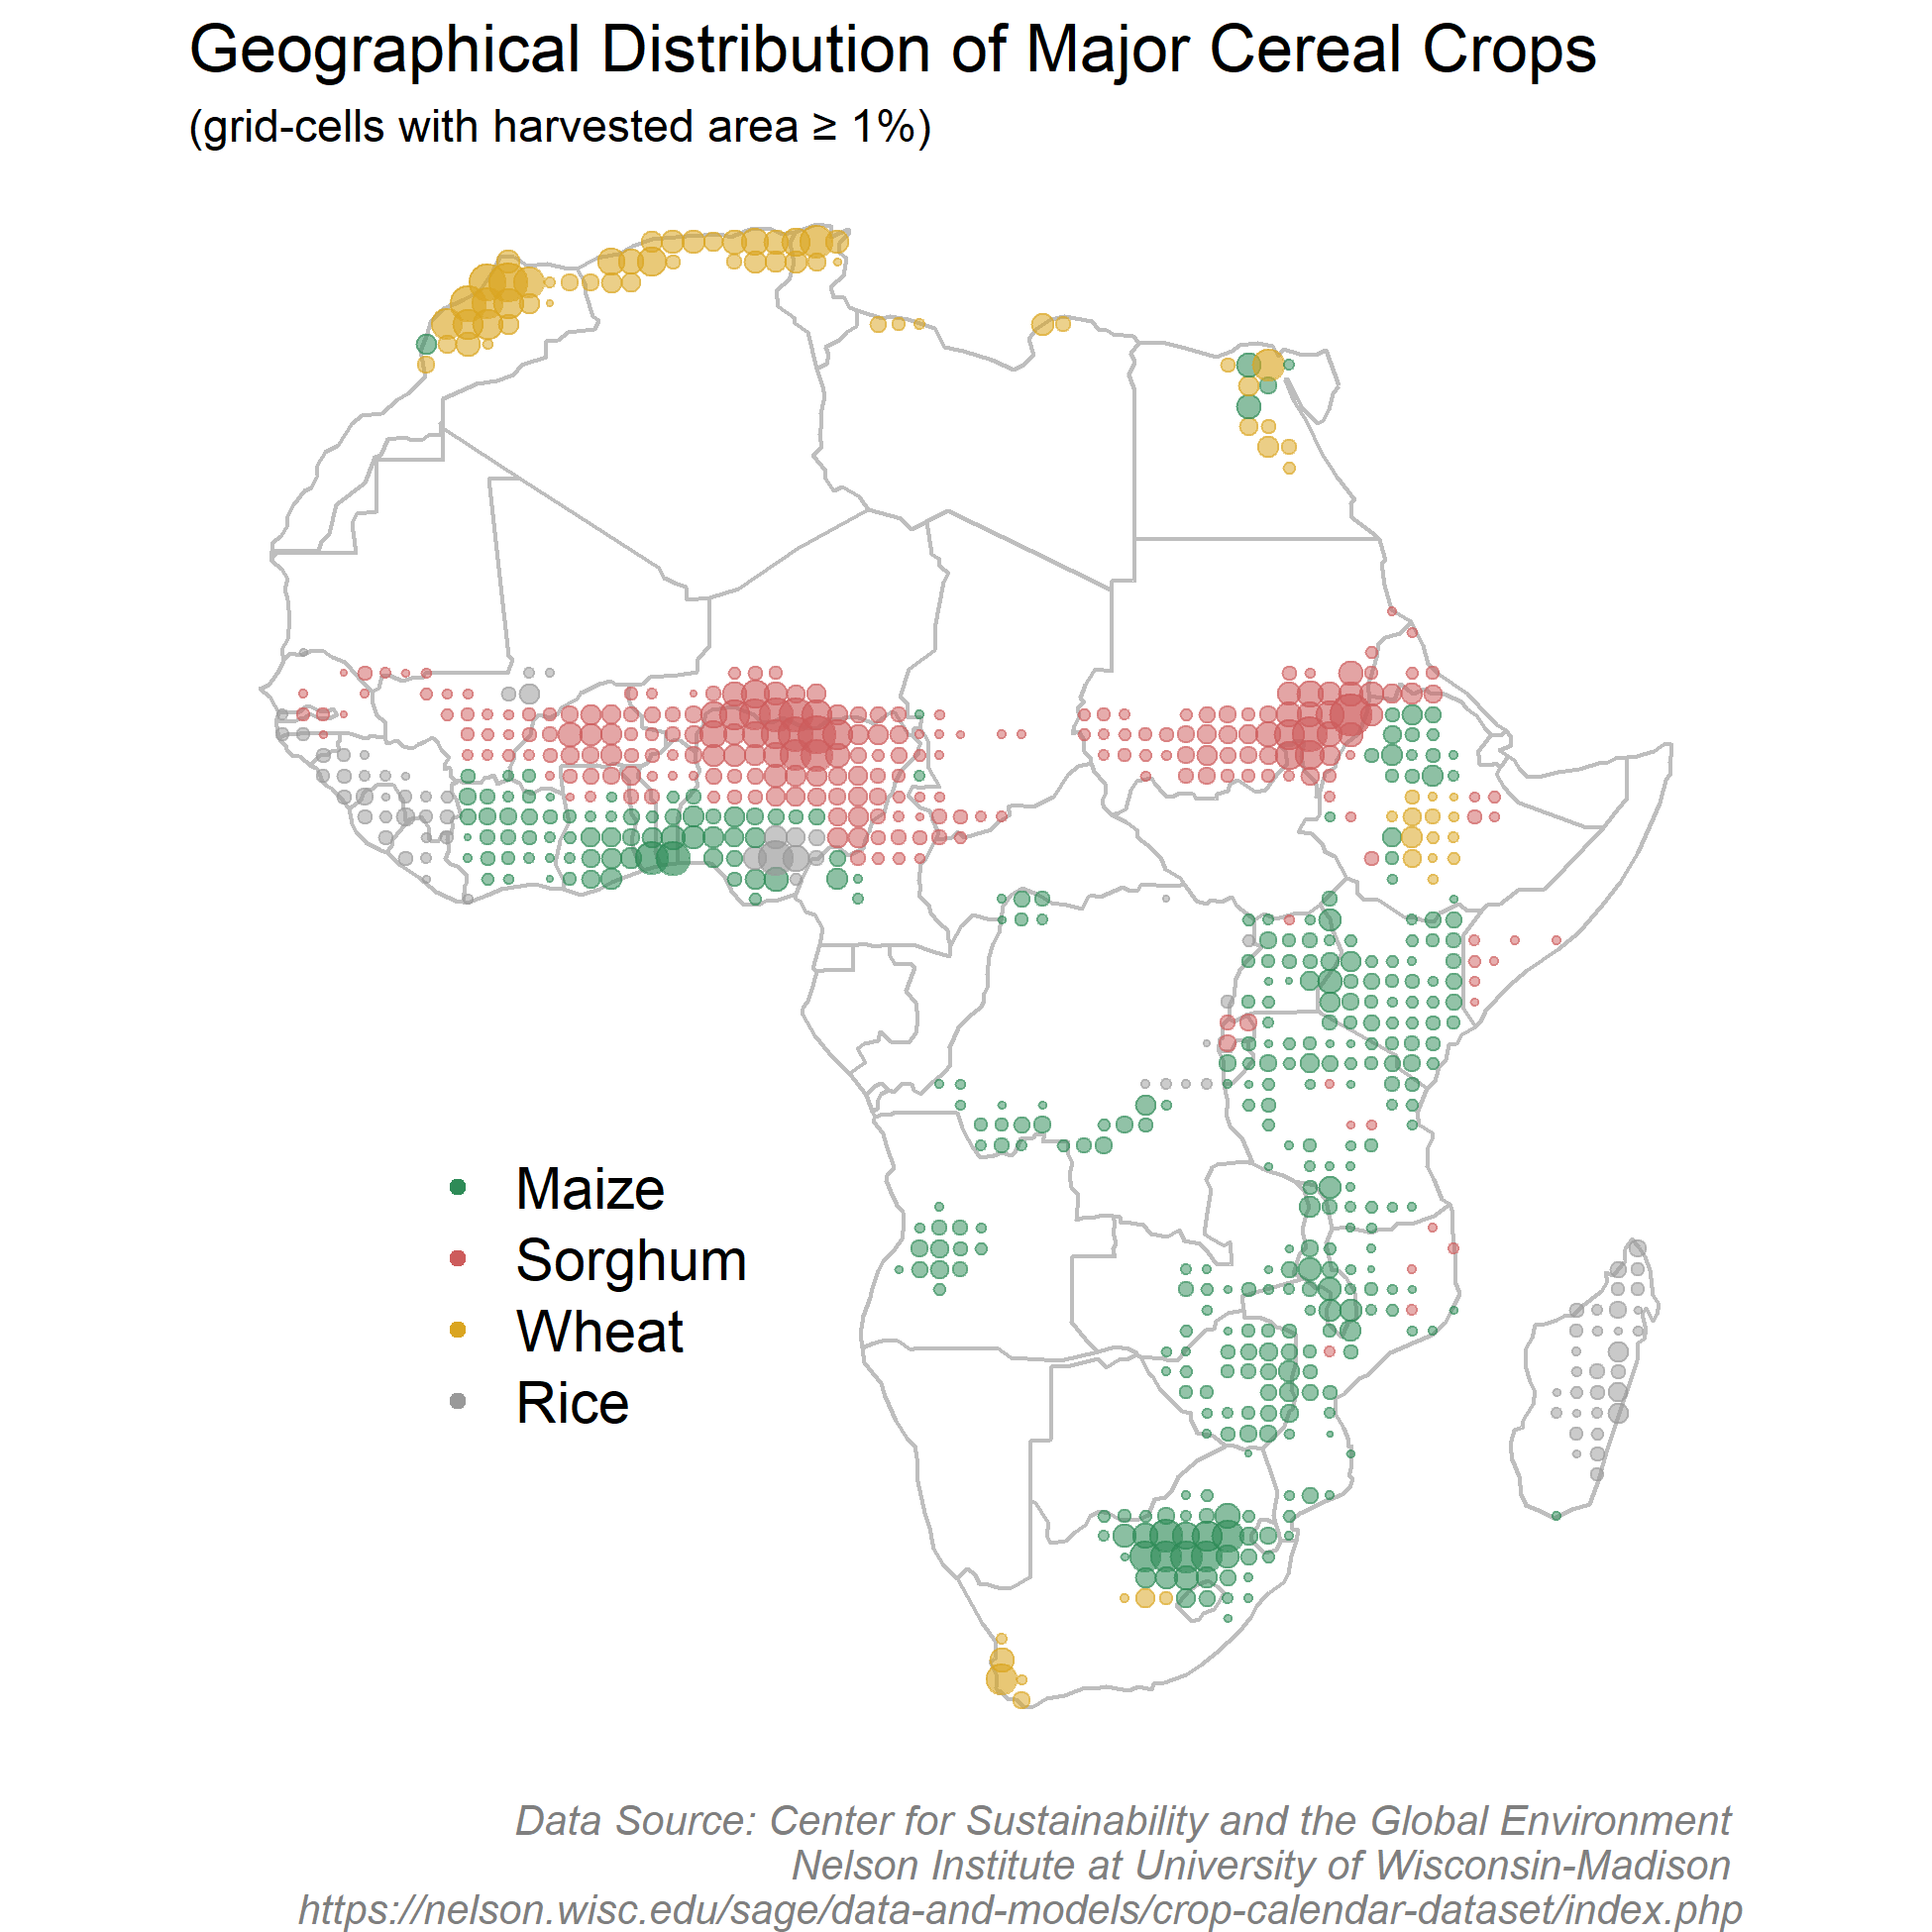 Geographical Distribution of Major Cereal Crops
(grid-cells with harvested area ≥ 1%)
Maize
Sorghum
Wheat
Rice
Data Source: Center for Sustainability and the Global Environment
Nelson Institute at University of Wisconsin-Madison
https://nelson.wisc.edu/sage/data-and-models/crop-calendar-dataset/index.php